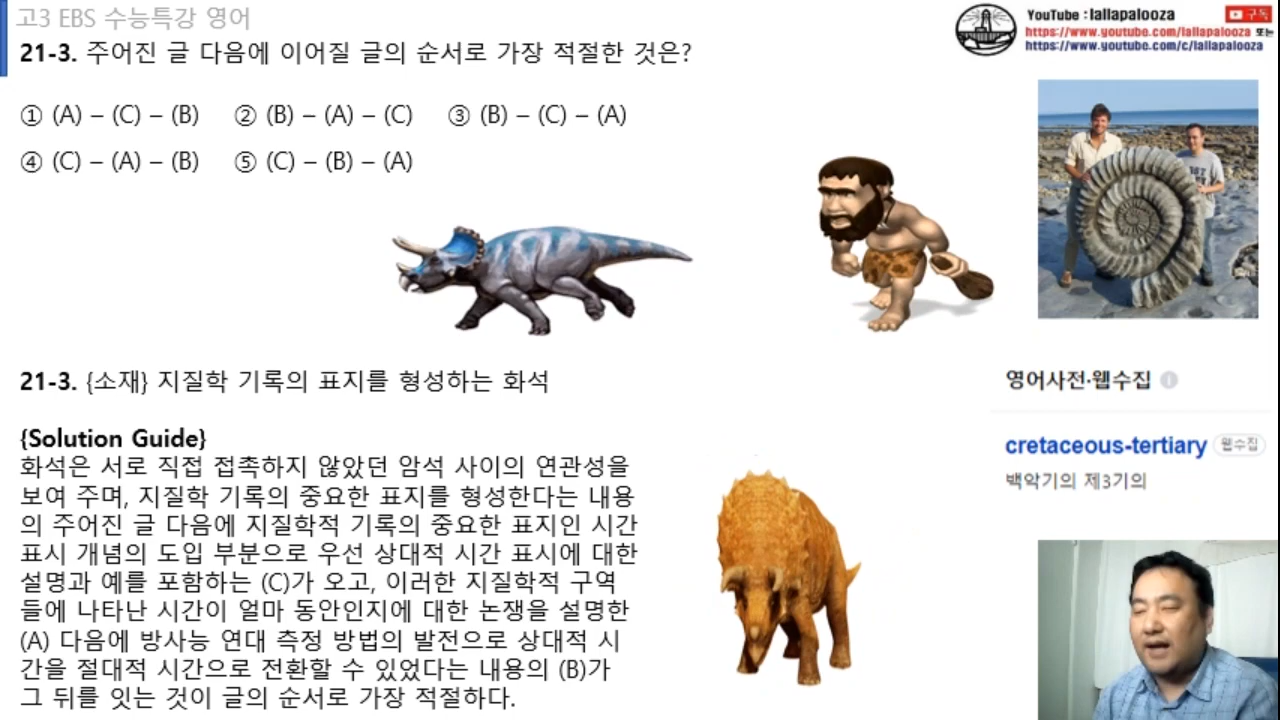 고3 EBS 수능특강 영어
21-3. 주어진 글 다음에 이어질 글의 순서로 가장 적절한 것은?
① (A) – (C) – (B) ② (B) – (A) – (C) ③ (B) – (C) – (A)
④ (C) – (A) – (B) ⑤ (C) – (B) – (A)
21-3. {소재} 지질학 기록의 표지를 형성하는 화석
{Solution Guide}
화석은 서로 직접 접촉하지 않았던 암석 사이의 연관성을
보여 주며, 지질학 기록의 중요한 표지를 형성한다는 내용
의 주어진 글 다음에 지질학적 기록의 중요한 표지인 시간
표시 개념의 도입 부분으로 우선 상대적 시간 표시에 대한
설명과 예를 포함하는 (C)가 오고, 이러한 지질학적 구역
들에 나타난 시간이 얼마 동안인지에 대한 논쟁을 설명한
(A) 다음에 방사능 연대 측정 방법의 발전으로 상대적 시
간을 절대적 시간으로 전환할 수 있었다는 내용의 (B)가
그 뒤를 잇는 것이 글의 순서로 가장 적절하다.
YouTube : lallapalooza 구독
https://www.youtube.com/lallapalooza 또는
https://www.youtube.com/c/lallapalooza
영어사전·웹수집
cretaceous-tertiary 웹수집
백악기의 제3기의